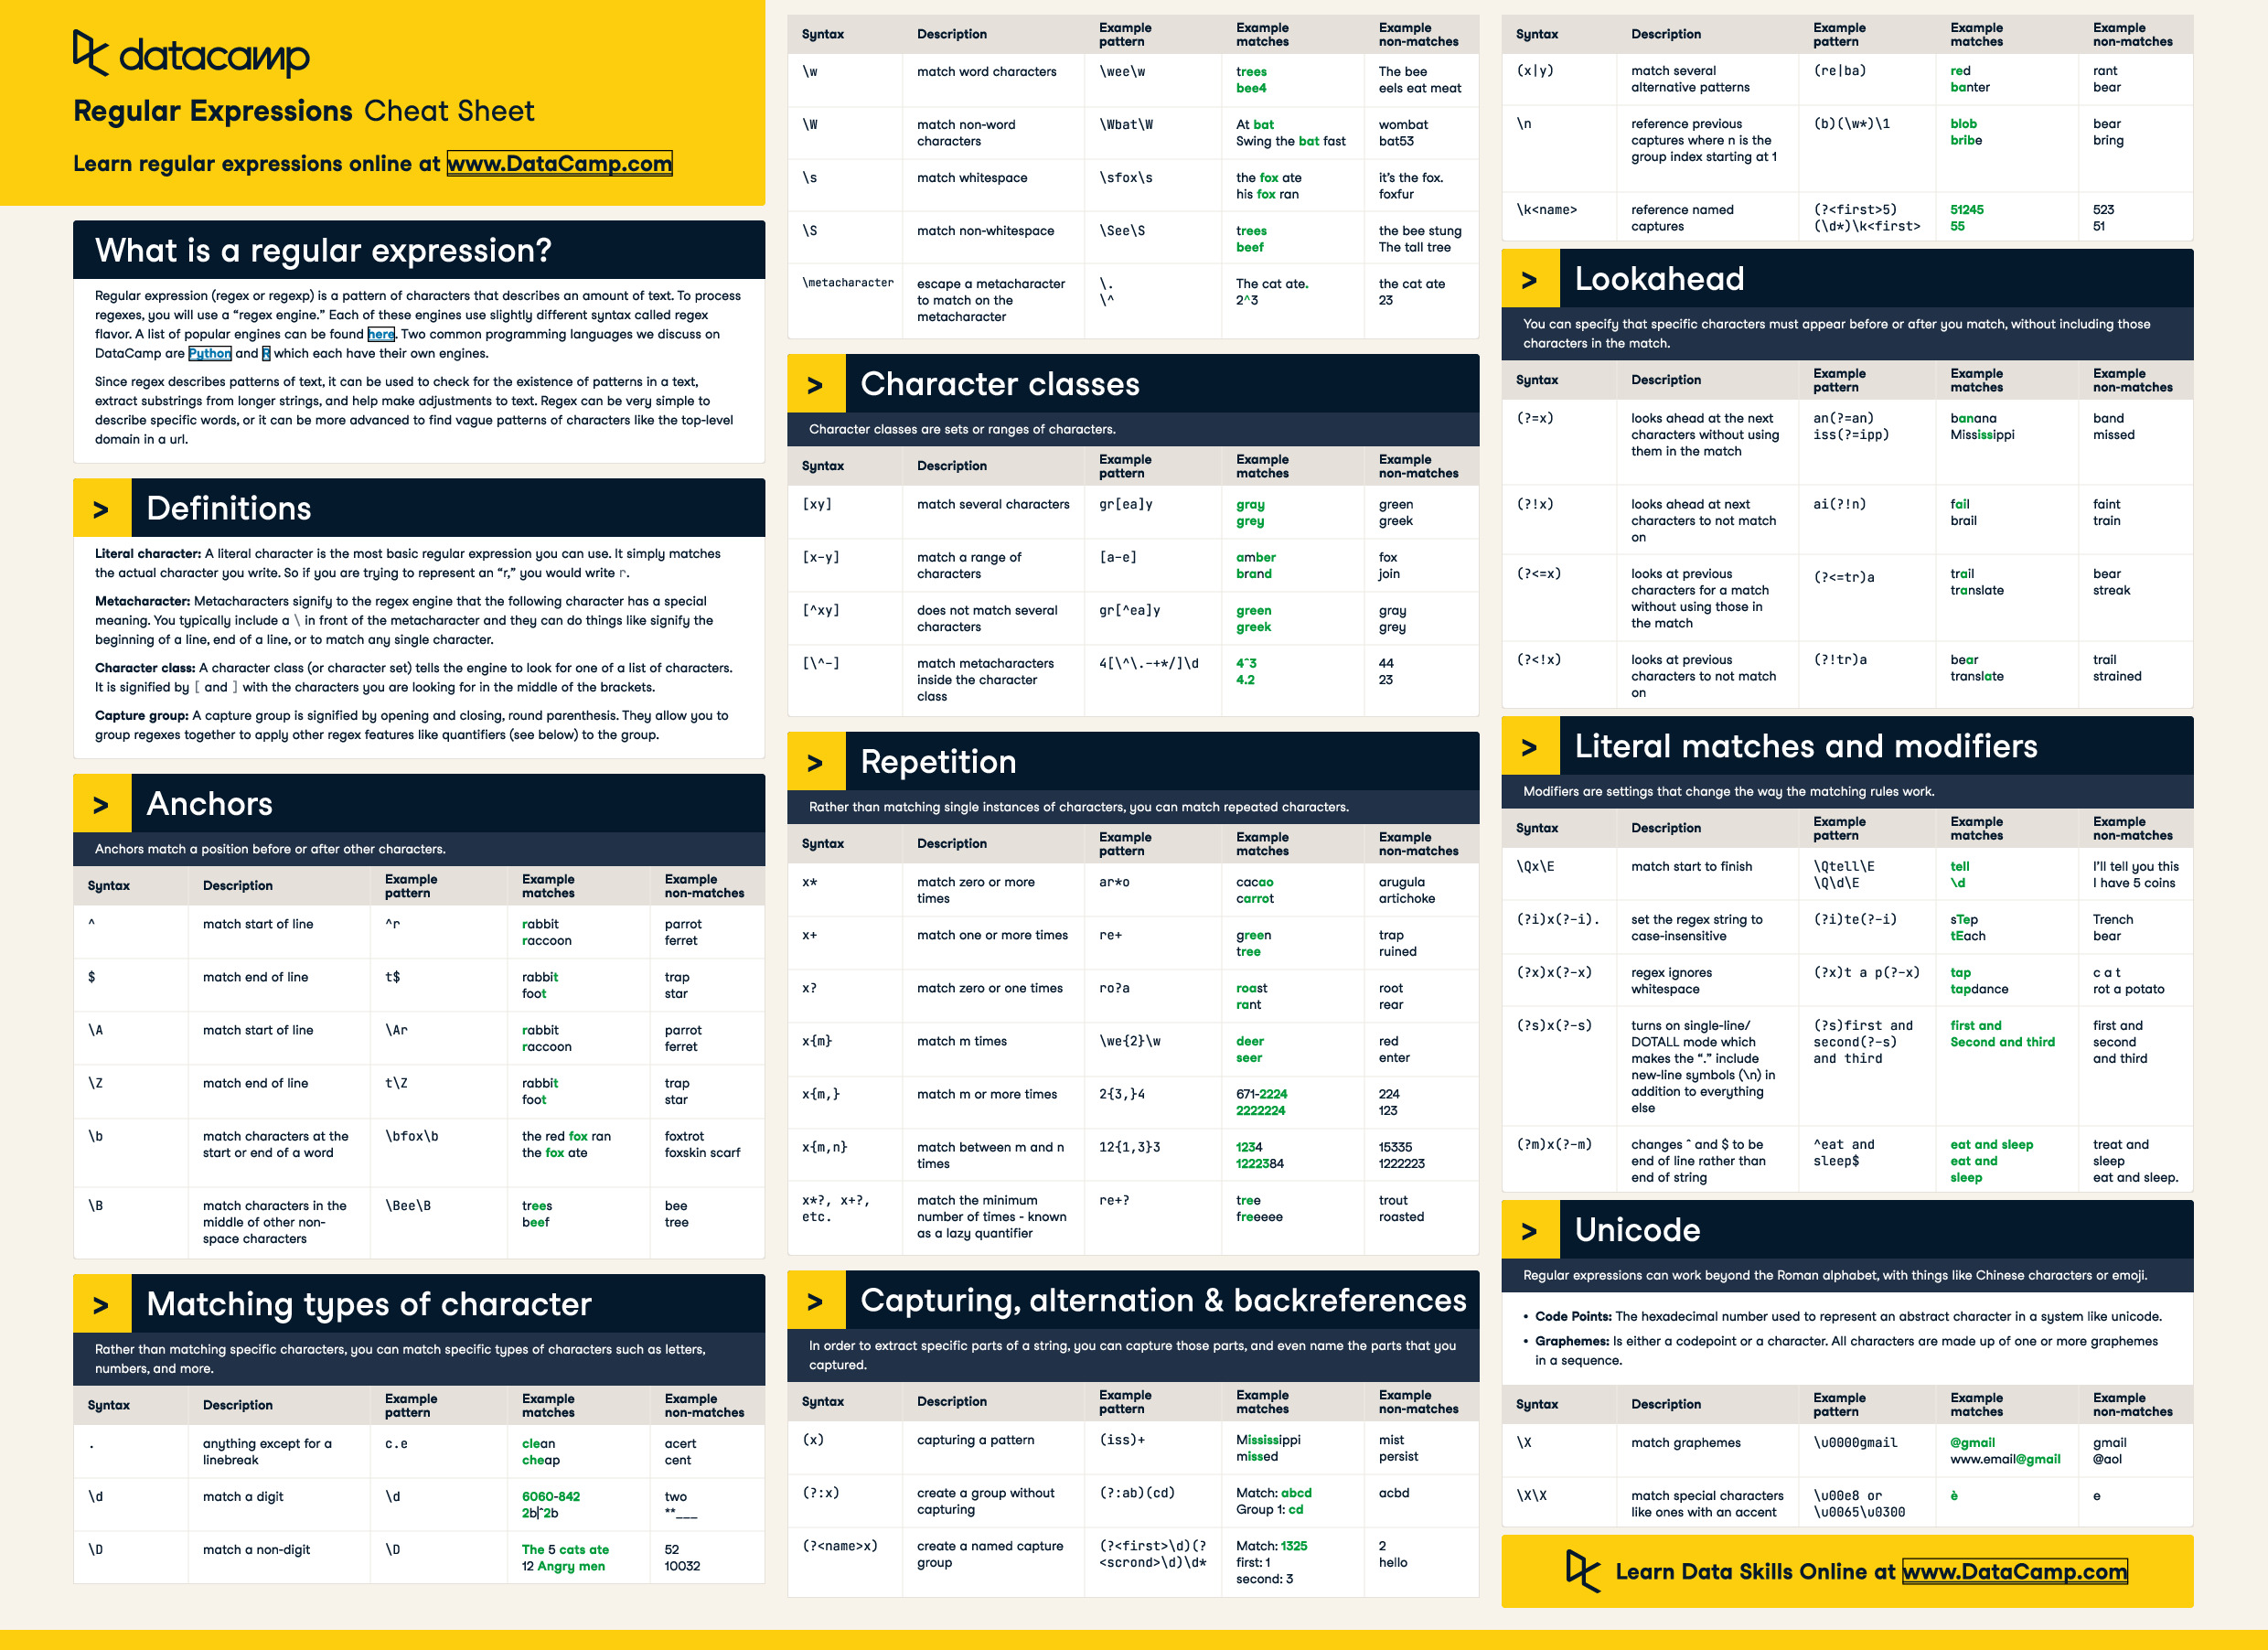 datacamp
Regular Expressions Cheat Sheet
Learn regular expressions online at www.DataCamp.com
What is a regular expression?
Regular expression (regex or regexp) is a pattern of characters that describes an amount of text. To process
regexes, you will use a “regex engine.” Each of these engines use slightly different syntax called regex
flavor. A list of popular engines can be found here. Two common programming languages we discuss on
DataCamp are Python and R which each have their own engines.
Since regex describes patterns of text, it can be used to check for the existence of patterns in a text,
extract substrings from longer strings, and help make adjustments to text. Regex can be very simple to
describe specific words, or it can be more advanced to find vague patterns of characters like the top-level
domain in a url.
> Definitions
Literal character: A literal character is the most basic regular expression you can use. It simply matches
the actual character you write. So if you are trying to represent an “r,” you would write r.
Metacharacter: Metacharacters signify to the regex engine that the following character has a special
meaning. You typically include a \ in front of the metacharacter and they can do things like signify the
beginning of a line, end of a line, or to match any single character.
Character class: A character class (or character set) tells the engine to look for one of a list of characters.
It is signified by [ and ] with the characters you are looking for in the middle of the brackets.
Capture group: A capture group is signified by opening and closing, round parenthesis. They allow you to
group regexes together to apply other regex features like quantifiers (see below) to the group.
> Anchors
Anchors match a position before or after other characters.
Syntax Description Example pattern Example matches Example non-matches
^ match start of line ^r rabbit parrot
raccoon ferret
$ match end of line t$ rabbit trap
foot star
\A match start of line \Ar rabbit parrot
raccoon ferret
\Z match end of line t\Z rabbit trap
foot star
\b match characters at the \bfox\b the red fox ran foxtrot
start or end of a word the fox ate foxskin scarf
\B match characters in the \Bee\B trees bee
middle of other non- beef tree
space characters
> Matching types of character
Rather than matching specific characters, you can match specific types of characters such as letters,
numbers, and more.
Syntax Description Example pattern Example matches Example non-matches
. anything except for a c.e clean acert
linebreak cheap cent
\d match a digit \d 6060-842 two
2b|^2b **___
\D match a non-digit \D The 5 cats ate 52
12 Angry men 10032
Syntax Description Example pattern Example matches Example non-matches
\w match word characters \wee\w trees The bee
bee4 eels eat meat
\W match non-word \Wbat\W At bat wombat
characters Swing the bat fast bat53
\s match whitespace \sfox\s the fox ate it’s the fox.
his fox ran foxfur
\S match non-whitespace \See\S trees the bee stung
beef The tall tree
\metacharacter escape a metacharacter \. The cat ate. the cat ate
to match on the \^ 2^3 23
metacharacter
> Character classes
Character classes are sets or ranges of characters.
Syntax Description Example pattern Example matches Example non-matches
[xy] match several characters gr[ea]y gray green
grey greek
[x-y] match a range of [a-e] amber fox
characters brand join
[^xy] does not match several gr[^ea]y green gray
characters greek grey
[\^-] match metacharacters 4[\^\.-+*/]\d 4^3 44
inside the character 4.2 23
class
> Repetition
Rather than matching single instances of characters, you can match repeated characters.
Syntax Description Example pattern Example matches Example non-matches
x* match zero or more ar*o cacao arugula
times carrot artichoke
x+ match one or more times re+ green trap
tree ruined
x? match zero or one times ro?a roast root
rant rear
x{m} match m times \we{2}\w deer red
seer enter
x{m,} match m or more times 2{3,}4 671-2224 224
2222224 123
x{m,n} match between m and n 12{1,3}3 1234 15335
times 1222384 1222223
x*?, x+?, match the minimum re+? tree trout
etc. number of times - known freeeee roasted
as a lazy quantifier
> Capturing, alternation & backreferences
In order to extract specific parts of a string, you can capture those parts, and even name the parts that you
captured.
Syntax Description Example pattern Example matches Example non-matches
(x) capturing a pattern (iss)+ Mississippi mist
missed persist
(?:x) create a group without (?:ab)(cd) Match: abcd acbd
capturing Group 1: cd
(?<name>x) create a named capture (?<first>\d)(? Match: 1325 2
group <scrond>\d)\d* first: 1 hello
second: 3
Syntax Description Example pattern Example matches Example non-matches
(x|y) match several (re|ba) red rant
alternative patterns banter bear
\n reference previous (b)(\w*)\1 blob bear
captures where n is the bribe bring
group index starting at 1
\k<name> reference named (?<first>5) 51245 523
captures (\d*)\k<first> 55 51
> Lookahead
You can specify that specific characters must appear before or after you match, without including those
characters in the match.
Syntax Description Example pattern Example matches Example non-matches
(?=x) looks ahead at the next an(?=an) banana band
characters without using iss(?=ipp) Mississippi missed
them in the match
(?!x) looks ahead at next ai(?!n) fail faint
characters to not match brail train
on
(?<=x) looks at previous (?<=tr)a trail bear
characters for a match translate streak
without using those in
the match
(?<!x) looks at previous (?!tr)a bear trail
characters to not match translate strained
on
> Literal matches and modifiers
Modifiers are settings that change the way the matching rules work.
Syntax Description Example pattern Example matches Example non-matches
\Qx\E match start to finish \Qtell\E tell I’ll tell you this
\Q\d\E \d I have 5 coins
(?i)x(?-i). set the regex string to (?i)te(?-i) sTep Trench
case-insensitive tEach bear
(?x)x(?-x) regex ignores (?x)t a p(?-x) tap c a t
whitespace tapdance rot a potato
(?s)x(?-s) turns on single-line/ (?s)first and first and first and
DOTALL mode which second(?-s) Second and third second
makes the “.” include and third and third
new-line symbols (\n) in
addition to everything
else
(?m)x(?-m) changes ^ and $ to be ^eat and eat and sleep treat and
end of line rather than sleep$ eat and sleep
end of string sleep eat and sleep.
> Unicode
Regular expressions can work beyond the Roman alphabet, with things like Chinese characters or emoji.
• Code Points: The hexadecimal number used to represent an abstract character in a system like unicode.
• Graphemes: Is either a codepoint or a character. All characters are made up of one or more graphemes
in a sequence.
Syntax Description Example pattern Example matches Example non-matches
\X match graphemes \u0000gmail @gmail gmail
www.email@gmail @aol
\X\X match special characters \u00e8 or è e
like ones with an accent \u0065\u0300
Learn Data Skills Online at www.DataCamp.com